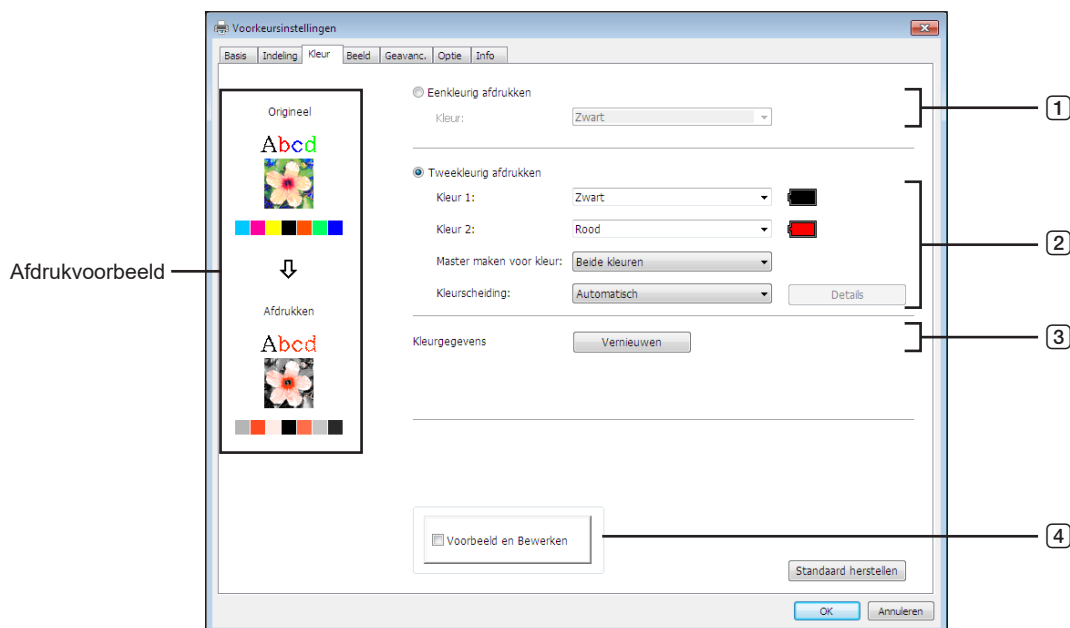 Voorkeursinstellingen
Basis Indeling Kleur Beeld Geavanc. Optie Info
Afdrukvoorbeeld
Origineel
Abcd
Afdrukken
Abcd
Eenkleurig afdrukken
Kleur: Zwart
1
Tweekleurig afdrukken
Kleur 1: Zwart
Kleur 2: Rood
Master maken voor kleur: Beide kleuren
Kleurscheiding: Automatisch Details
2
Kleurgegevens Vernieuwen
3
Voorbeeld en Bewerken
4
Standaard herstellen
OK Annuleren